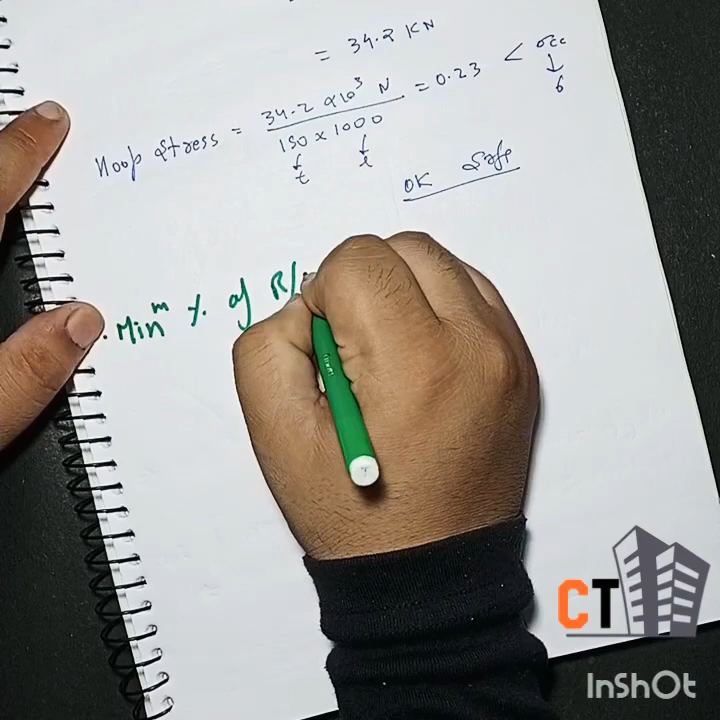 = 34.2 KN
Hoop Stress = 34.2 x10³ N / 150 x 1000 = 0.23 < σcc
↓ t ↓ l ↓ 6
OK Safe
Minᵐ % of R/
CT
InShOt